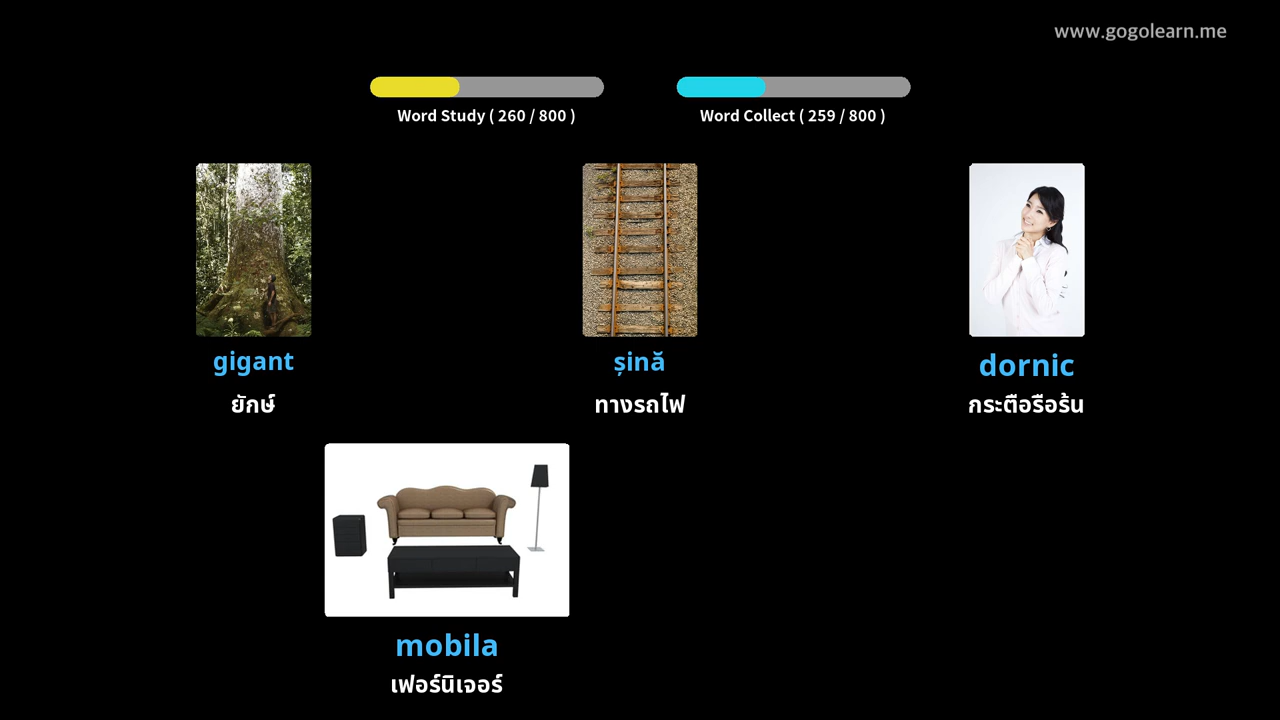 www.gogolearn.me
Word Study ( 260 / 800 )
Word Collect ( 259 / 800 )
gigant
șină
dornic
ยักษ์
ทางรถไฟ
กระตือรือร้น
mobila
เฟอร์นิเจอร์